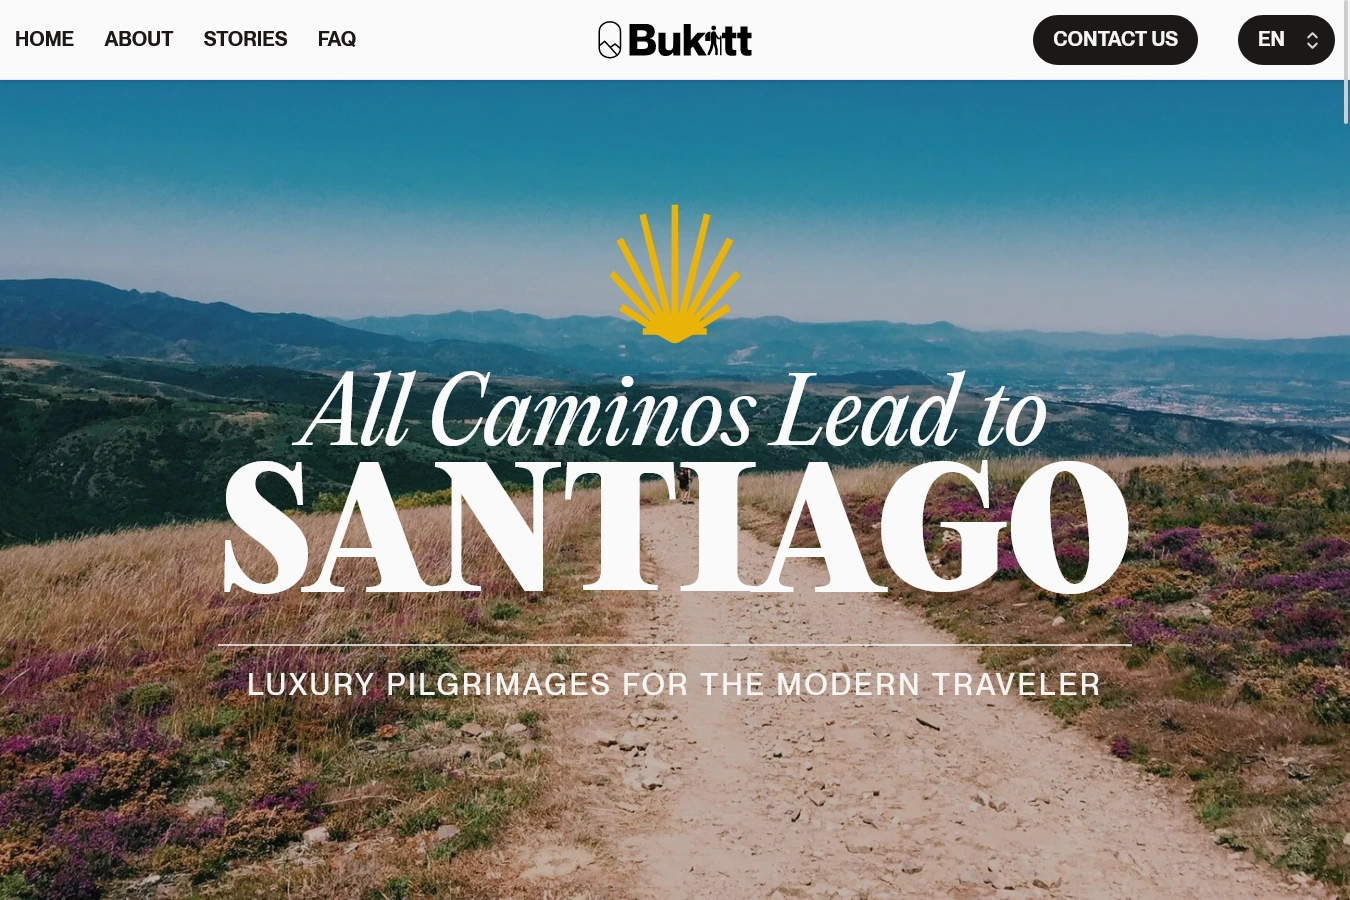 HOME ABOUT STORIES FAQ Bukitt CONTACT US EN
All Caminos Lead to
SANTIAGO
LUXURY PILGRIMAGES FOR THE MODERN TRAVELER